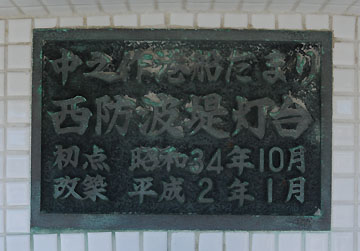 中之作港船だまり
西防波堤灯台
初点 昭和34年10月
改築 平成2年1月